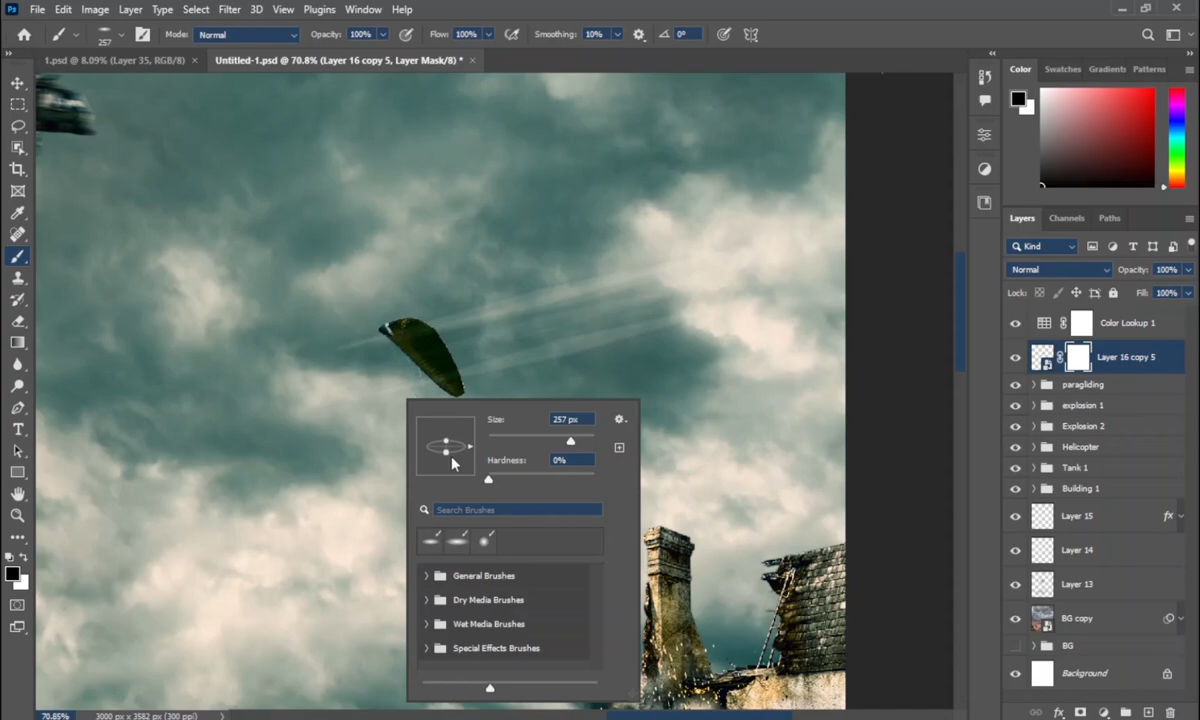 Ps File Edit Image Layer Type Select Filter 3D View Plugins Window Help
257 Mode: Normal Opacity: 100% Flow: 100% Smoothing: 10% 0°
1.psd @ 8.09% (Layer 35, RGB/8) × Untitled-1.psd @ 70.8% (Layer 16 copy 5, Layer Mask/8) * ×
Color Swatches Gradients Patterns
Layers Channels Paths
Kind
Normal Opacity: 100%
Lock: Fill: 100%
Color Lookup 1
Layer 16 copy 5
paragliding
explosion 1
Explosion 2
Helicopter
Tank 1
Building 1
Layer 15 fx
Layer 14
Layer 13
BG copy
BG
Background
fx
Size: 257 px
Hardness: 0%
Search Brushes
General Brushes
Dry Media Brushes
Wet Media Brushes
Special Effects Brushes
70.85% 3000 px x 3582 px (300 ppi)